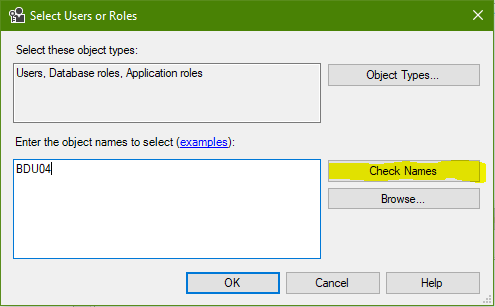 Select Users or Roles
Select these object types:
Users, Database roles, Application roles
Object Types...
Enter the object names to select (examples):
BDU04
Check Names
Browse...
OK
Cancel
Help